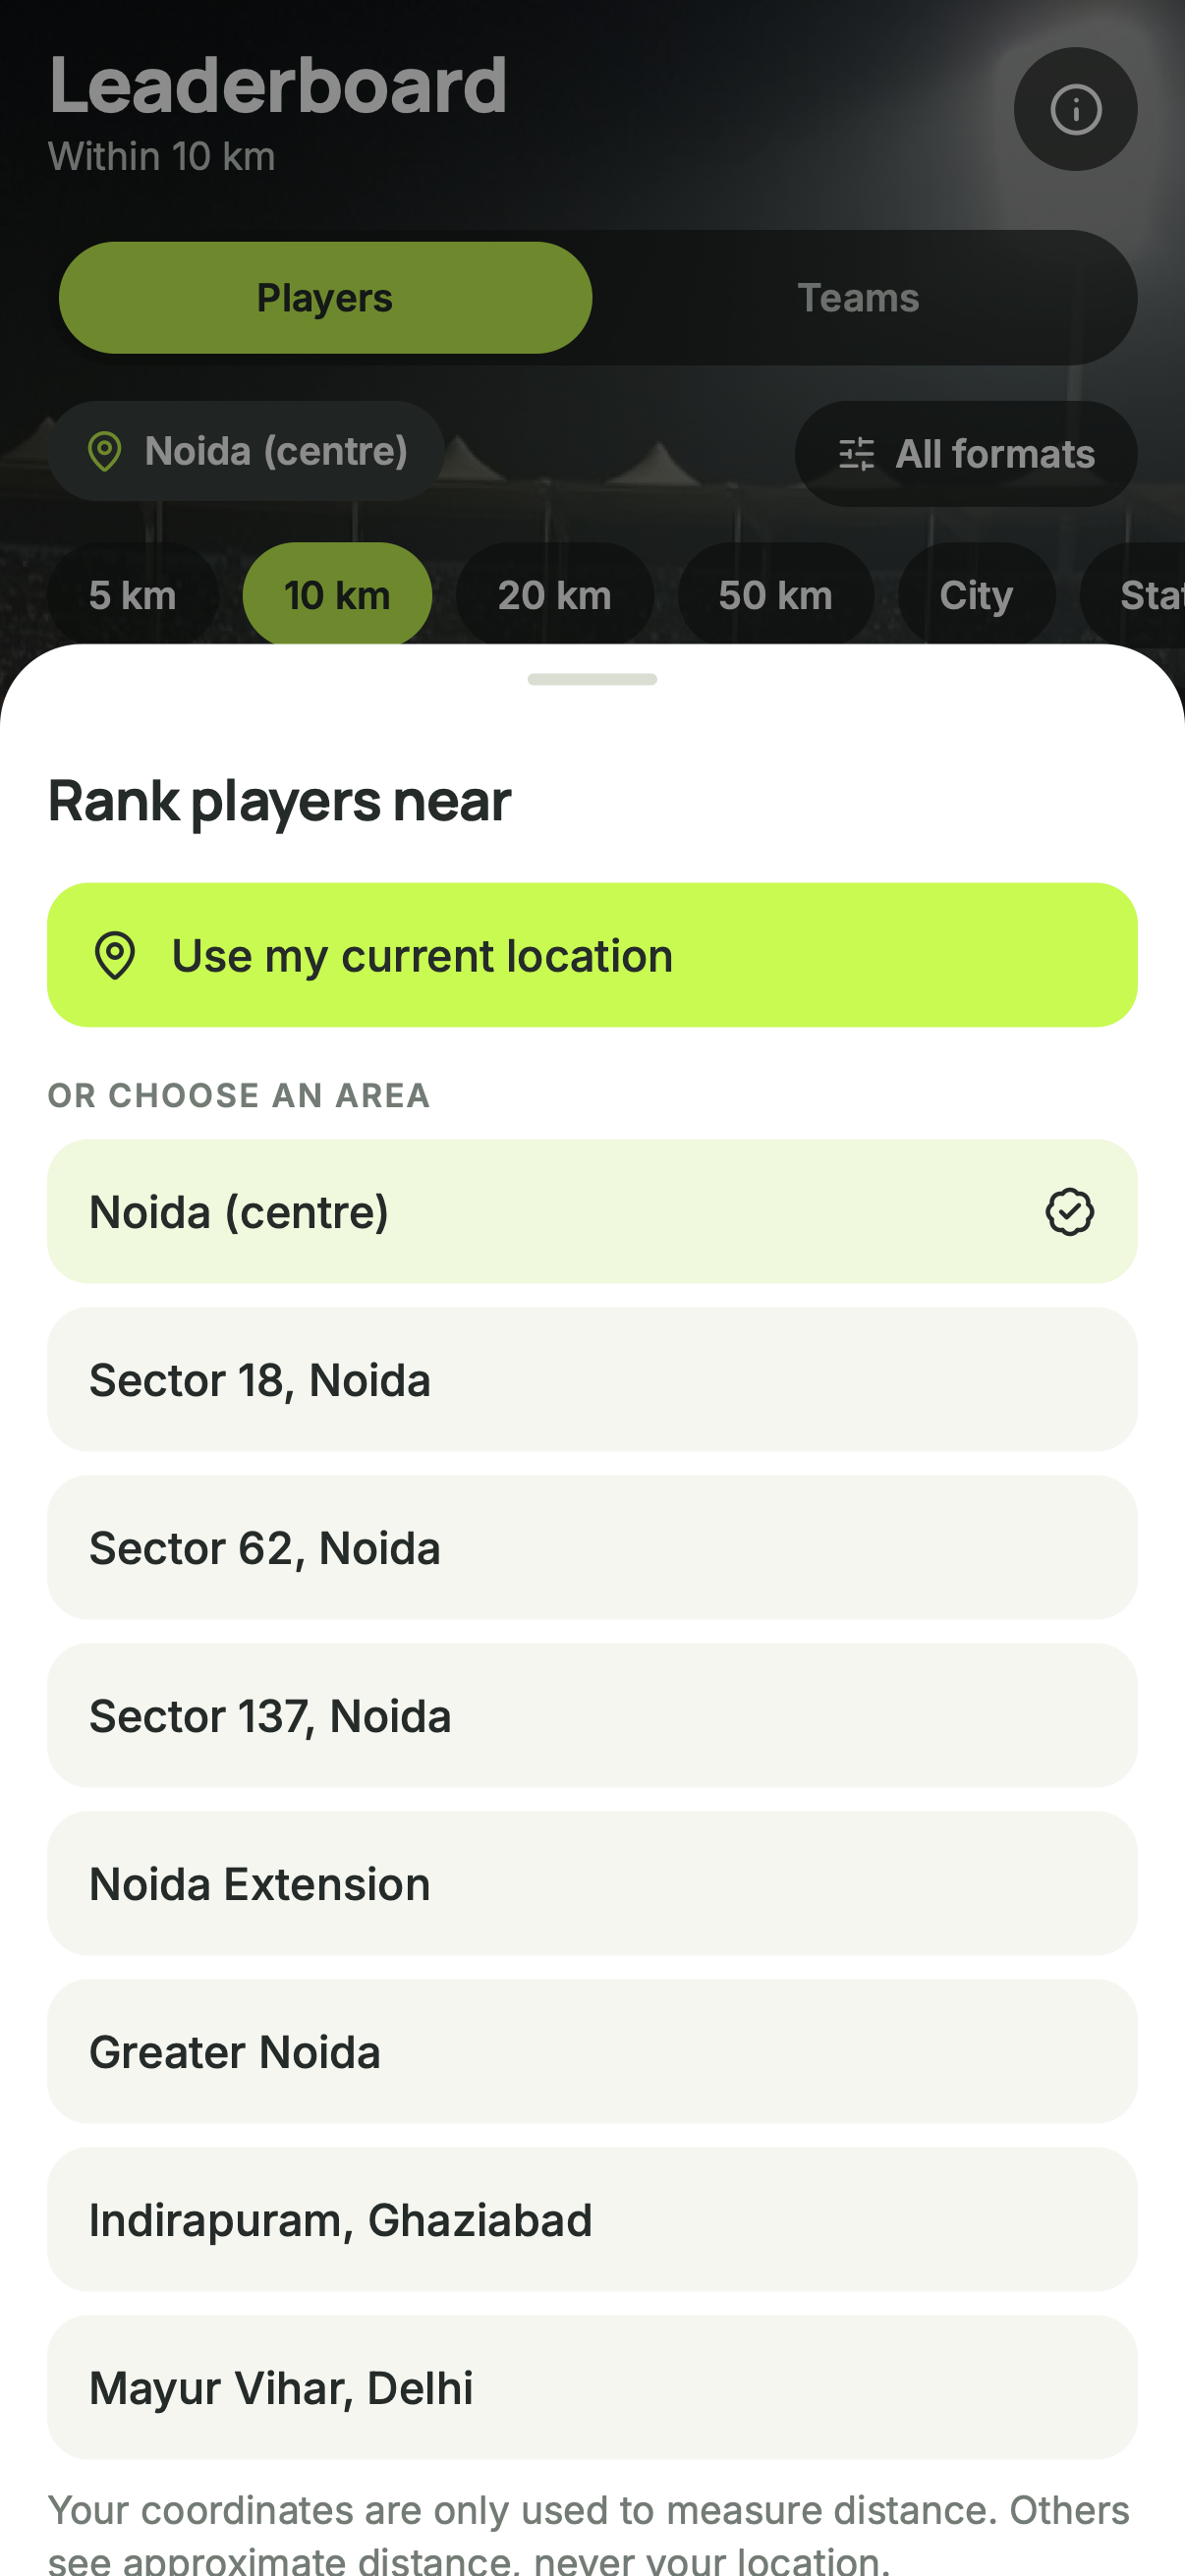 Leaderboard
Within 10 km
Players
Teams
Noida (centre)
All formats
5 km
10 km
20 km
50 km
City
Rank players near
Use my current location
OR CHOOSE AN AREA
Noida (centre)
Sector 18, Noida
Sector 62, Noida
Sector 137, Noida
Noida Extension
Greater Noida
Indirapuram, Ghaziabad
Mayur Vihar, Delhi
Your coordinates are only used to measure distance. Others
see approximate distance, never your location.